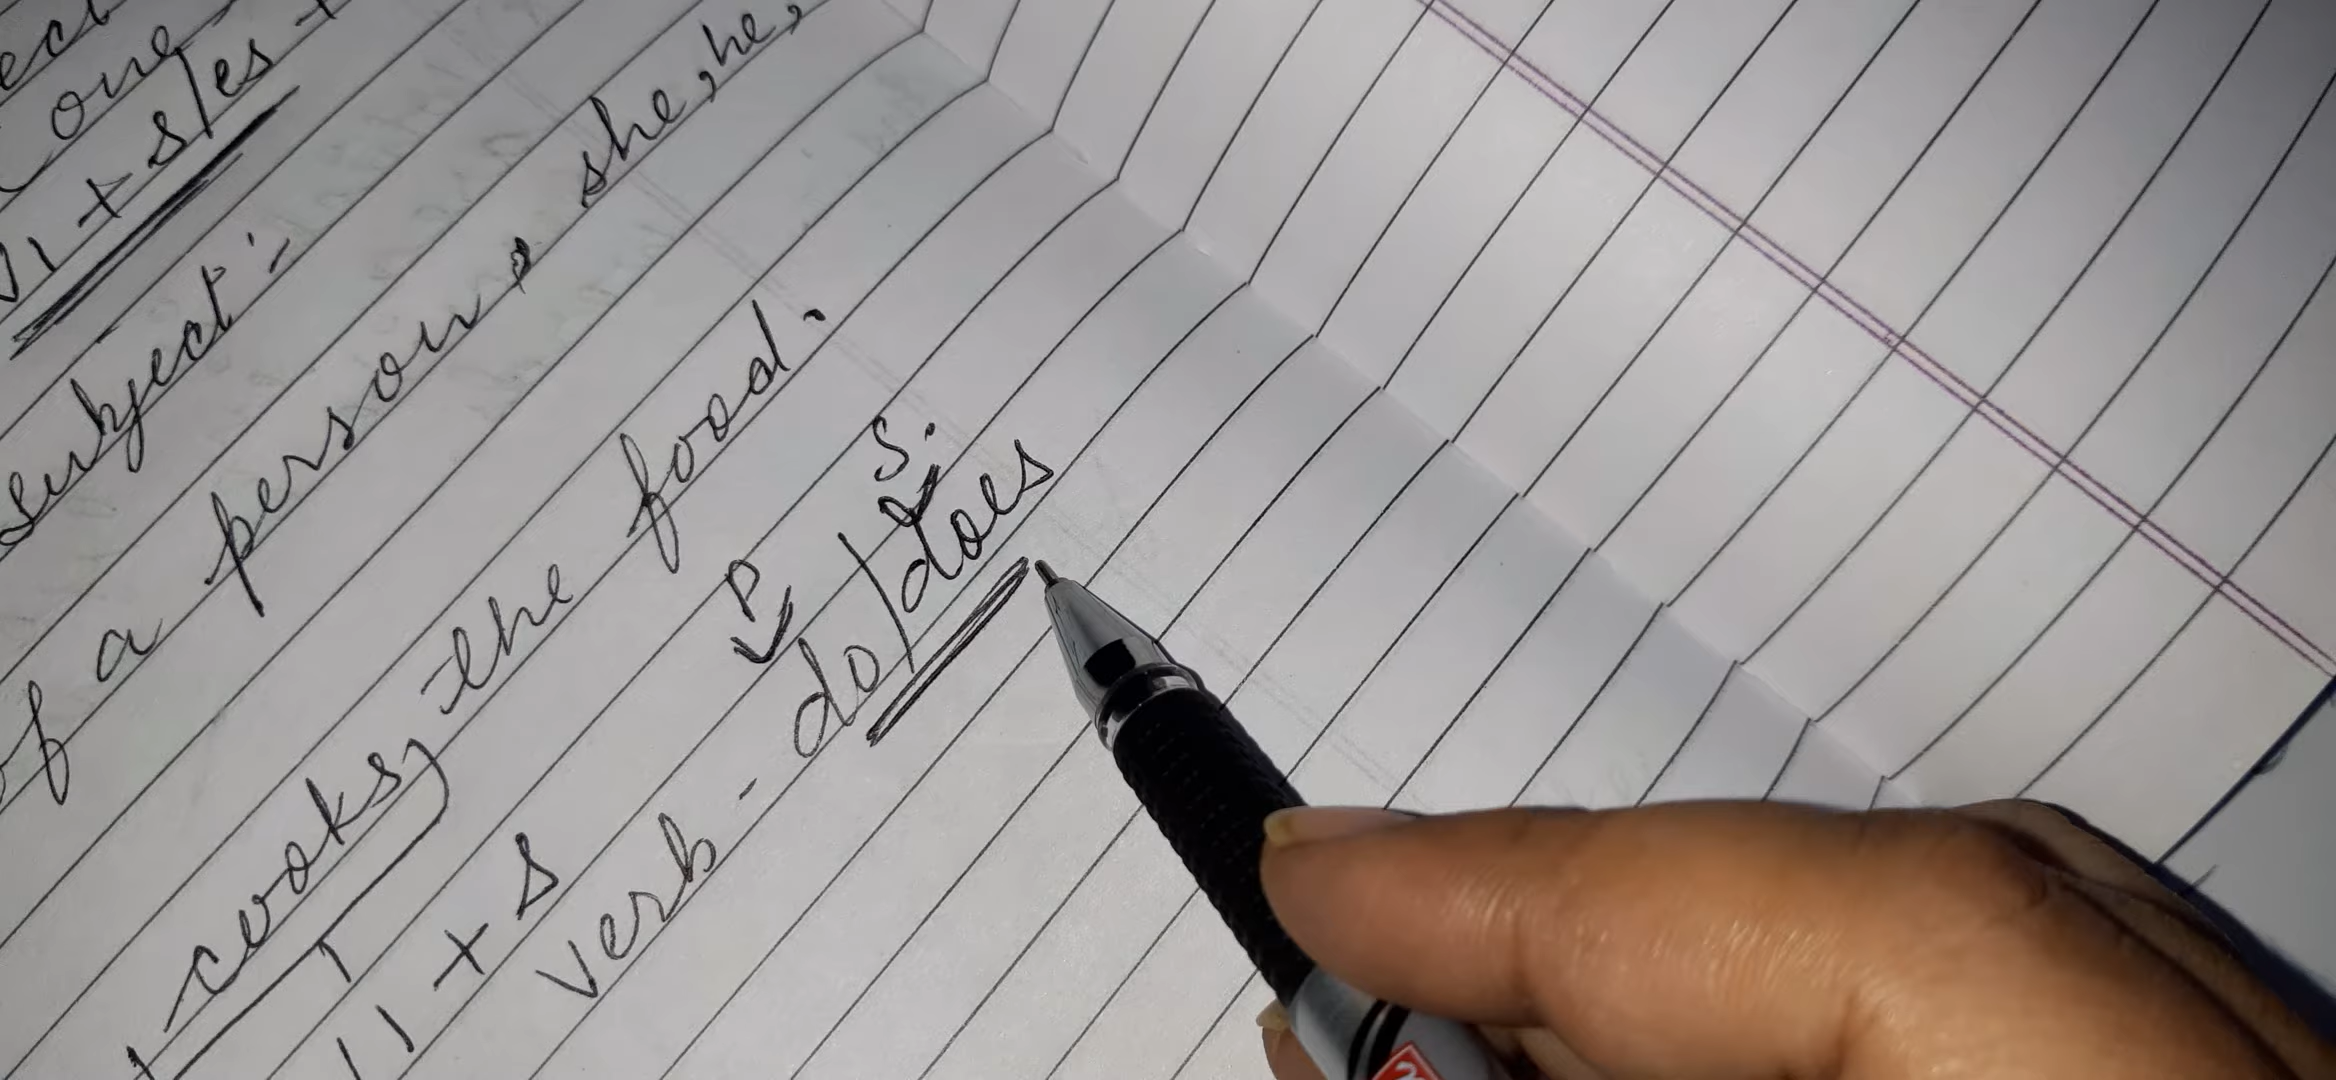 one
V1 + s/es +
subject :-
of a person, she, he,
cooks, the food.
P S.
V1 + s
verb - do/does